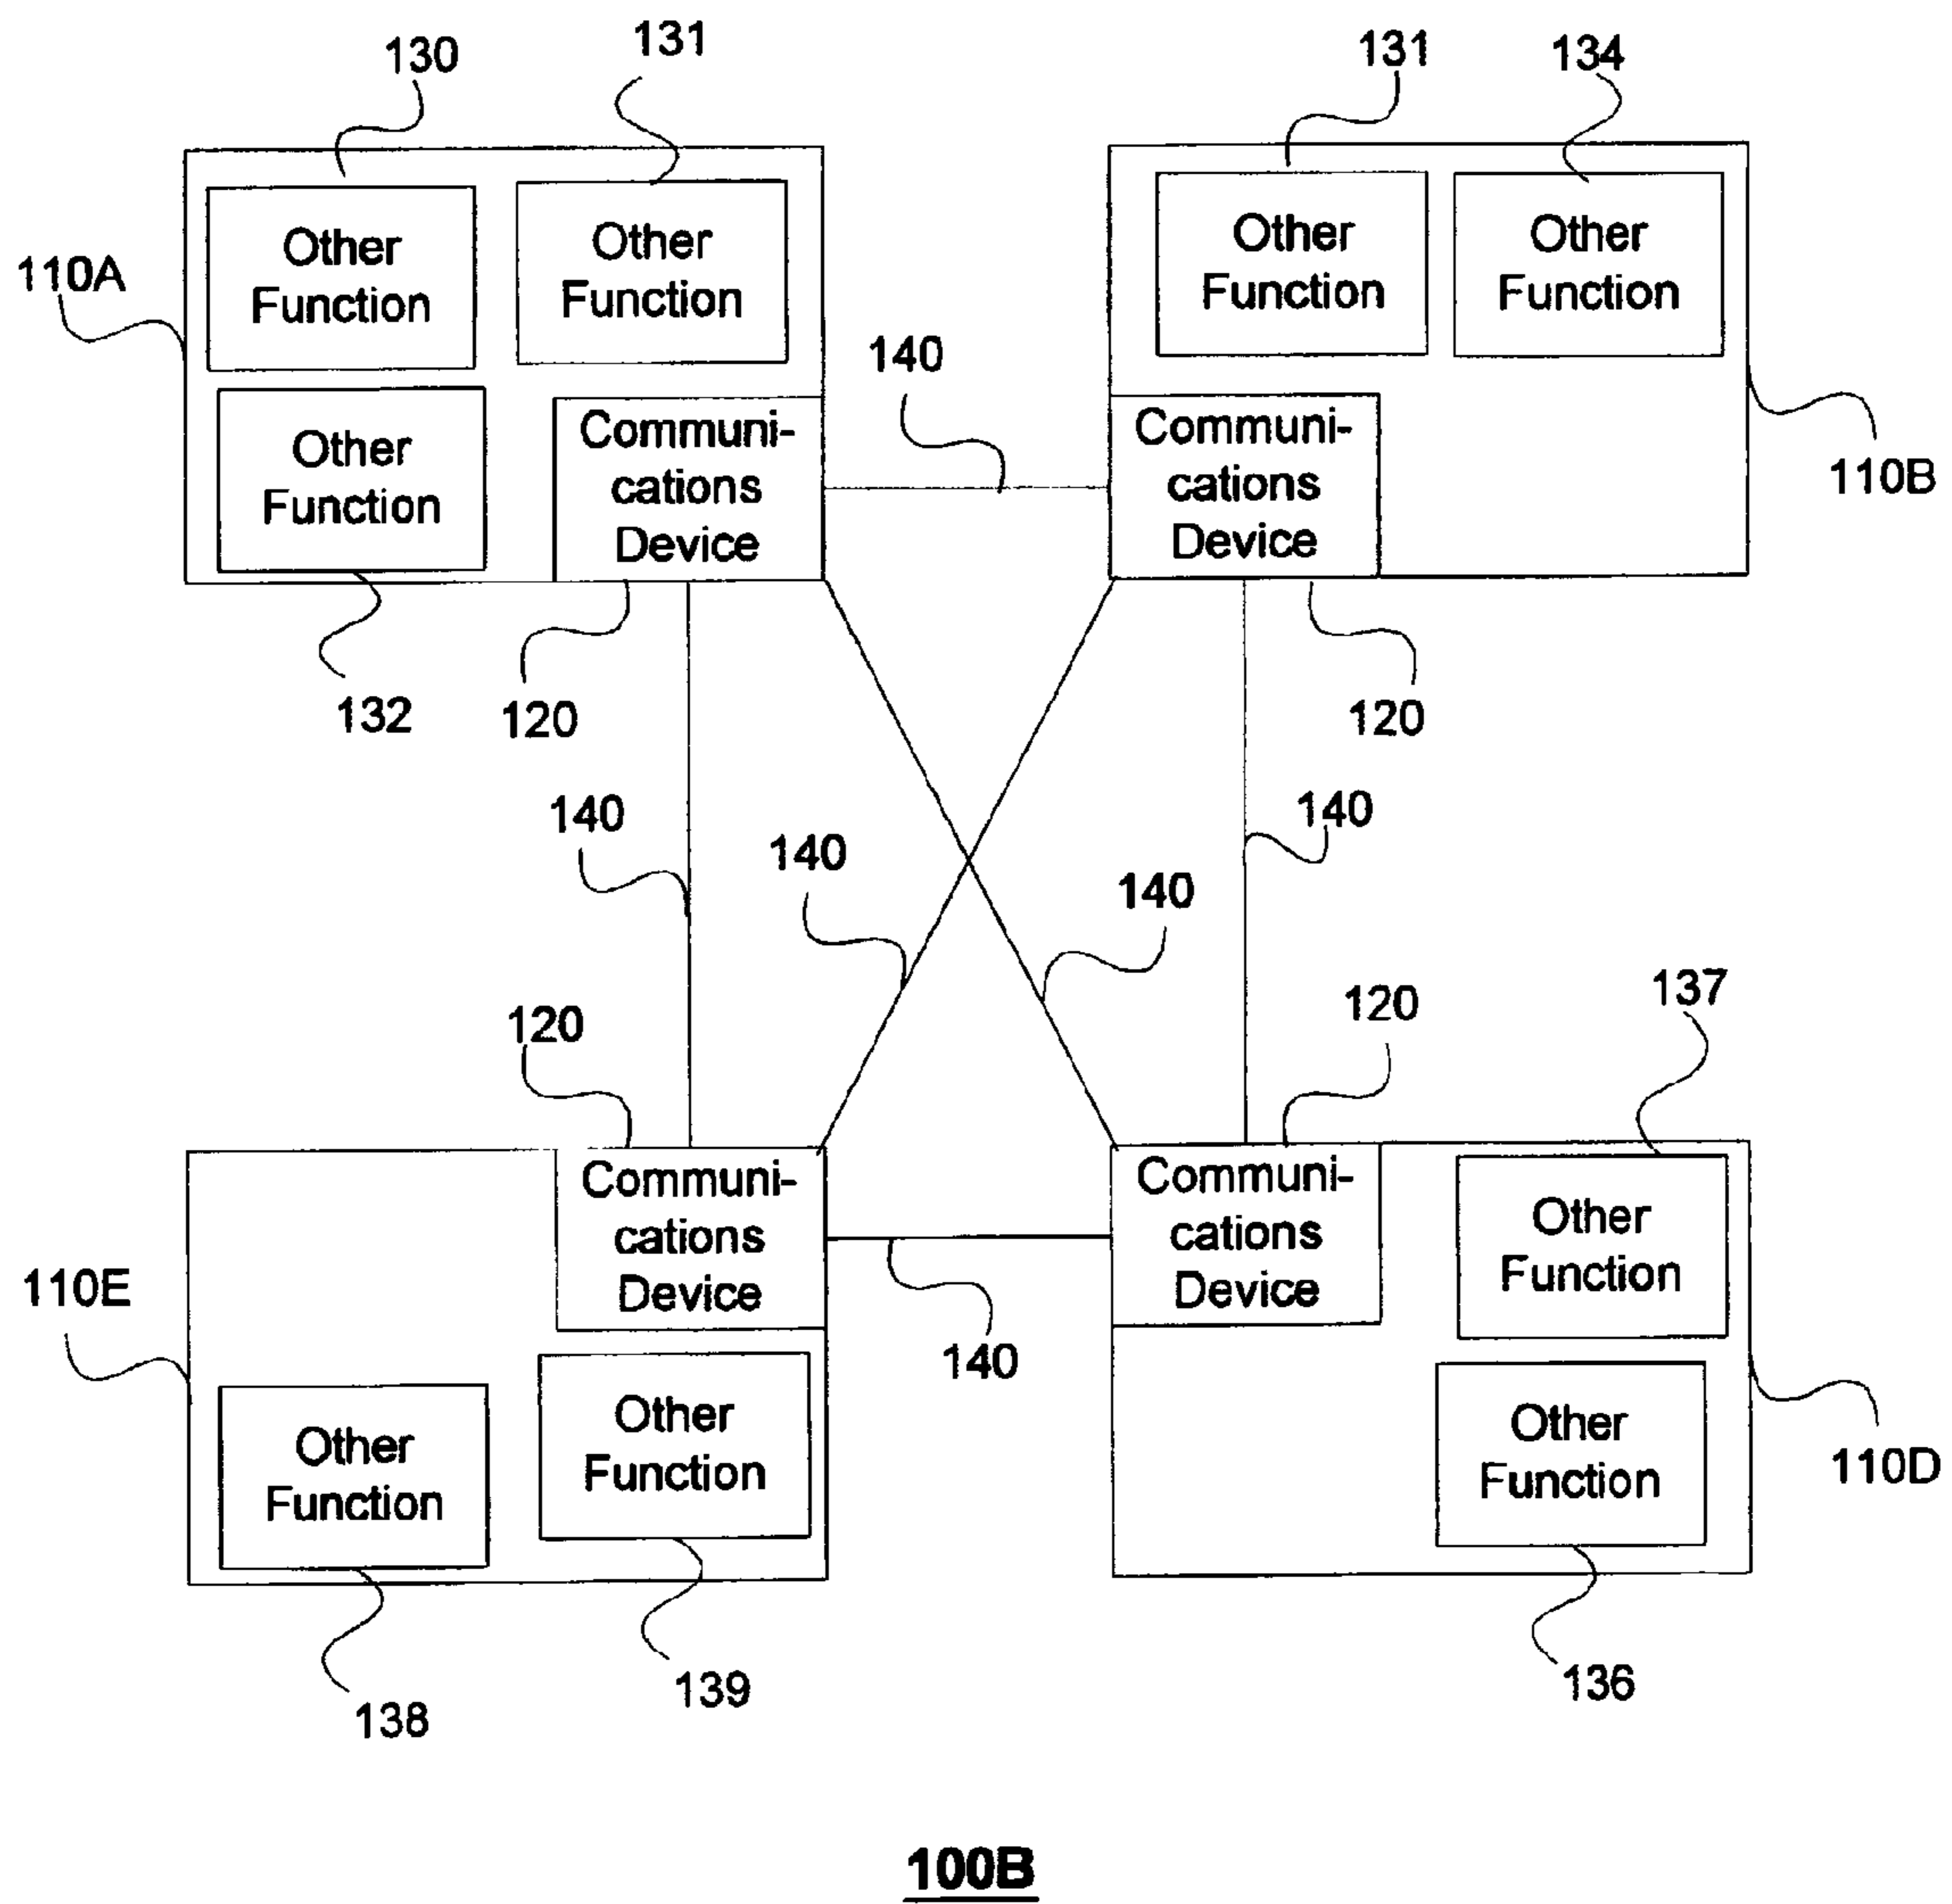 130
131
131
134
Other
Function
Other
Function
Other
Function
Other
Function
110A
140
Other
Function
Communi-
cations
Device
Communi-
cations
Device
110B
132
120
120
140
140
140
140
120
120
137
Communi-
cations
Device
Communi-
cations
Device
Other
Function
110E
140
Other
Function
Other
Function
Other
Function
110D
138
139
136
100B